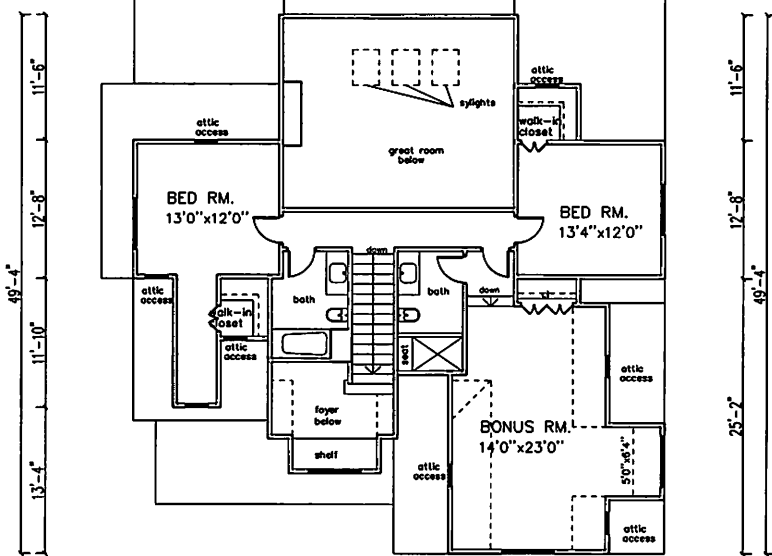 11'-6"
12'-8"
49'-4"
11'-10"
13'-4"
sylights
great room
below
attic
access
attic
access
walk-in
closet
BED RM.
13'0"x12'0"
BED RM.
13'4"x12'0"
down
attic
access
alk-in
oset
attic
access
bath
bath
down
seat
foyer
below
shelf
BONUS RM.
14'0"x23'0"
5'0"x6'4"
attic
access
attic
access
attic
access
11'-6"
12'-8"
49'-4"
25'-2"